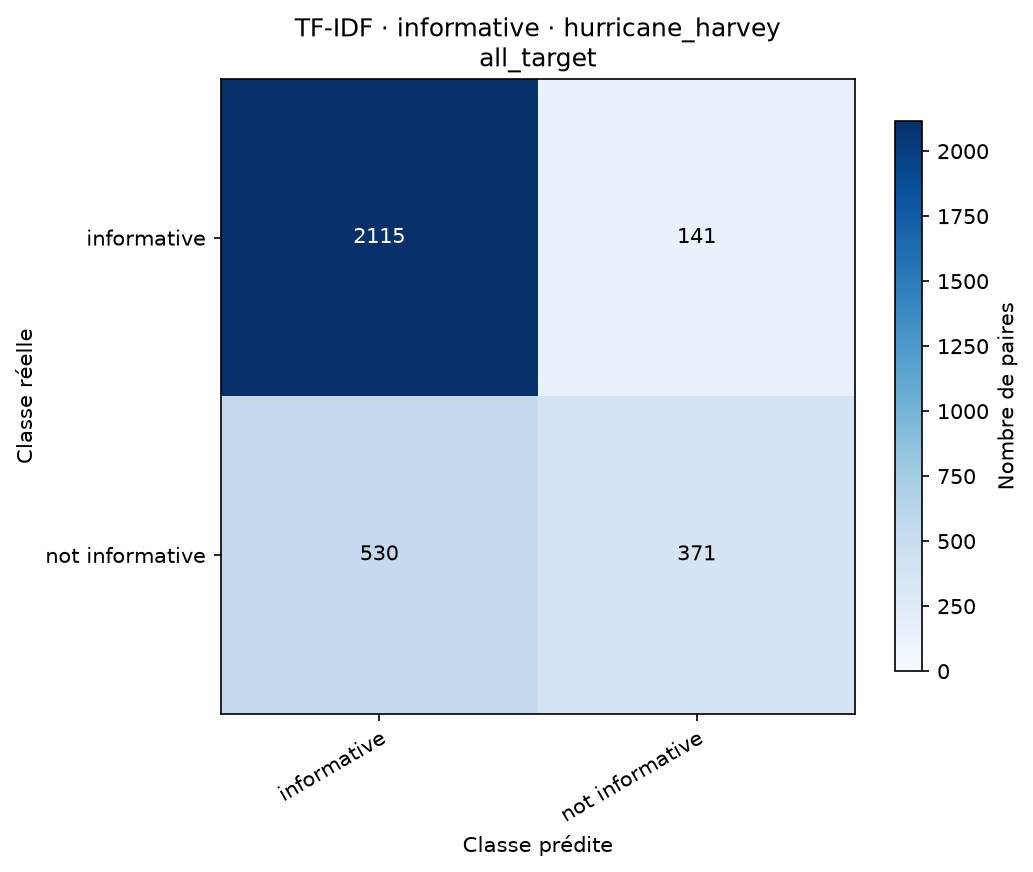 TF-IDF · informative · hurricane_harvey
all_target
informative
not informative
Classe réelle
2115
141
530
371
informative
not informative
Classe prédite
2000
1750
1500
1250
1000
750
500
250
0
Nombre de paires